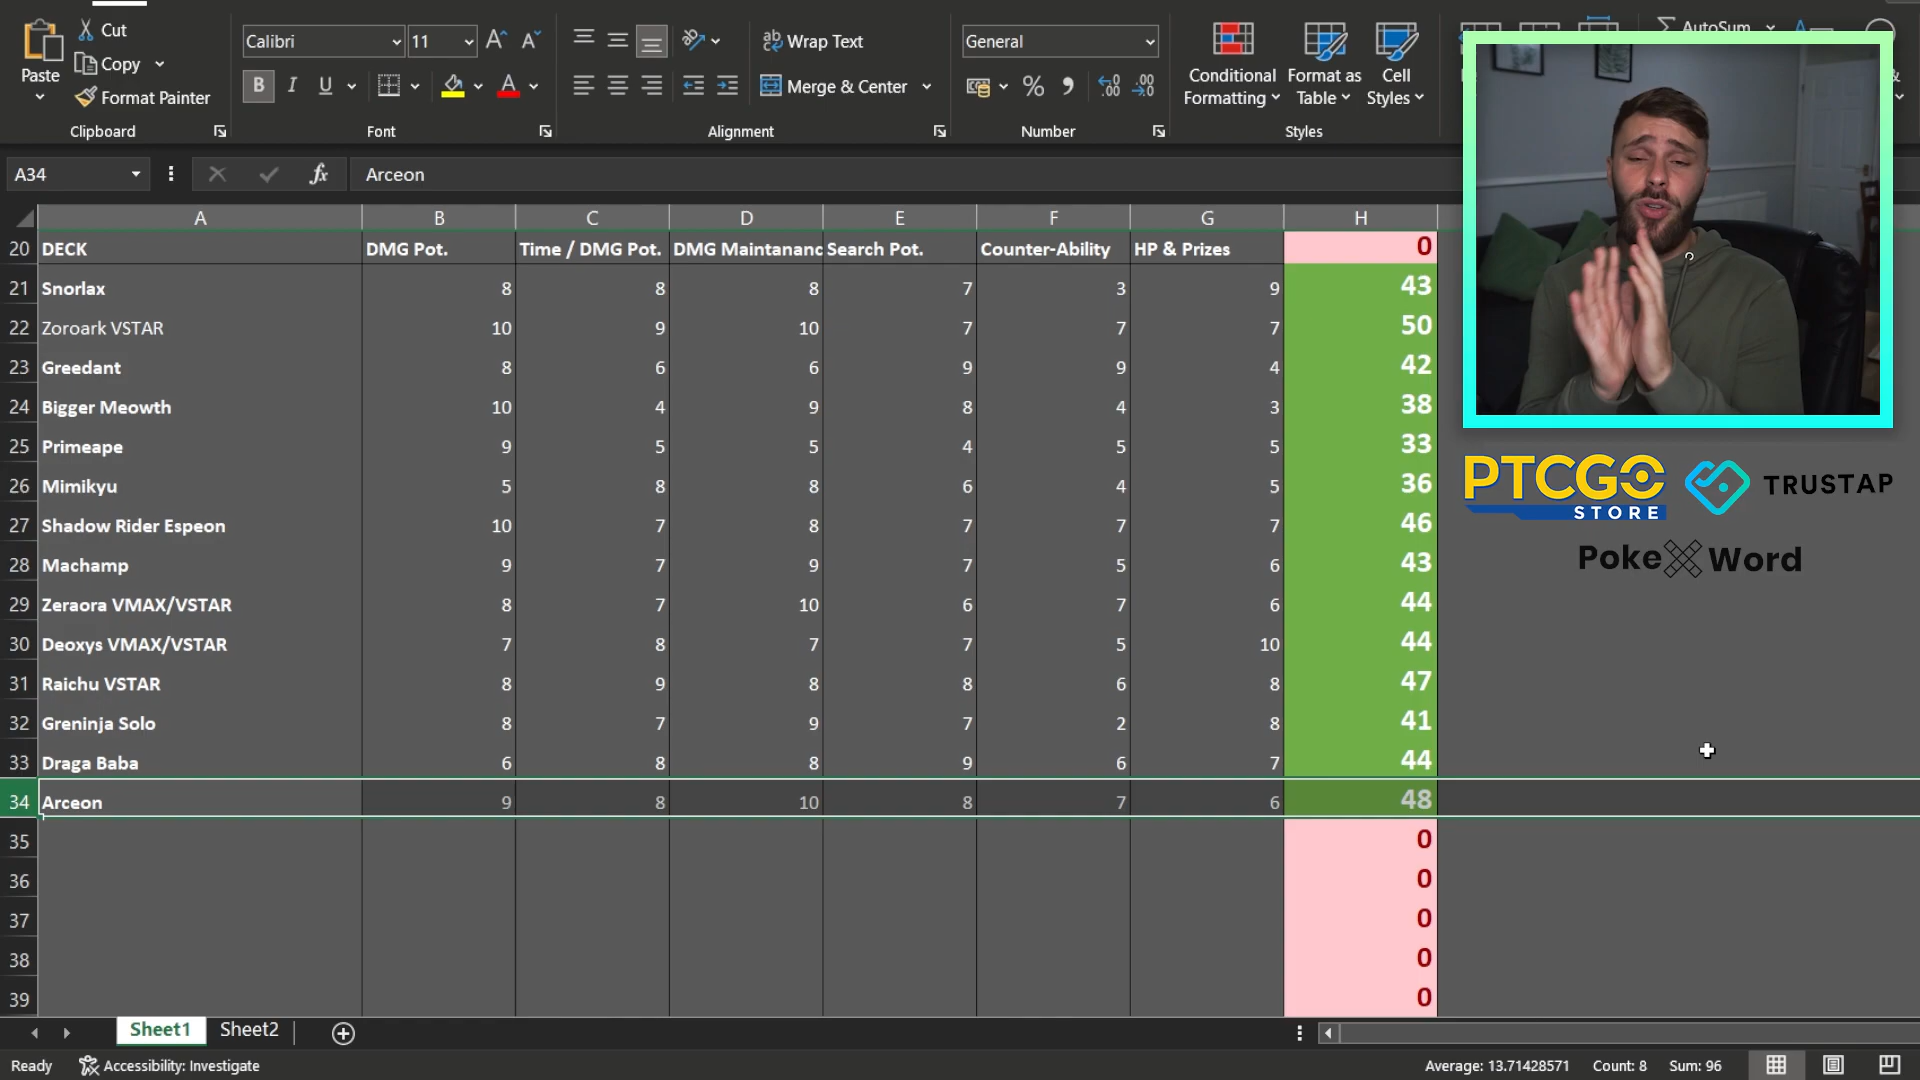 Cut
Copy
Paste
Format Painter
Clipboard
Calibri 11
B I U
Font
Wrap Text
Merge & Center
Alignment
General
% 9
Number
Conditional Formatting
Format as Table
Cell Styles
Styles
AutoSum
A34 fx Arceon
A B C D E F G H
20 DECK DMG Pot. Time / DMG Pot. DMG Maintananc Search Pot. Counter-Ability HP & Prizes 0
21 Snorlax 8 8 8 7 3 9 43
22 Zoroark VSTAR 10 9 10 7 7 7 50
23 Greedant 8 6 6 9 9 4 42
24 Bigger Meowth 10 4 9 8 4 3 38
25 Primeape 9 5 5 4 5 5 33
26 Mimikyu 5 8 8 6 4 5 36
27 Shadow Rider Espeon 10 7 8 7 7 7 46
28 Machamp 9 7 9 7 5 6 43
29 Zeraora VMAX/VSTAR 8 7 10 6 7 6 44
30 Deoxys VMAX/VSTAR 7 8 7 7 5 10 44
31 Raichu VSTAR 8 9 8 8 6 8 47
32 Greninja Solo 8 7 9 7 2 8 41
33 Draga Baba 6 8 8 9 6 7 44
34 Arceon 9 8 10 8 7 6 48
35 0
36 0
37 0
38 0
39 0
PTCGO
STORE
TRUSTAP
Poke Word
Sheet1 Sheet2
Ready Accessibility: Investigate Average: 13.71428571 Count: 8 Sum: 96